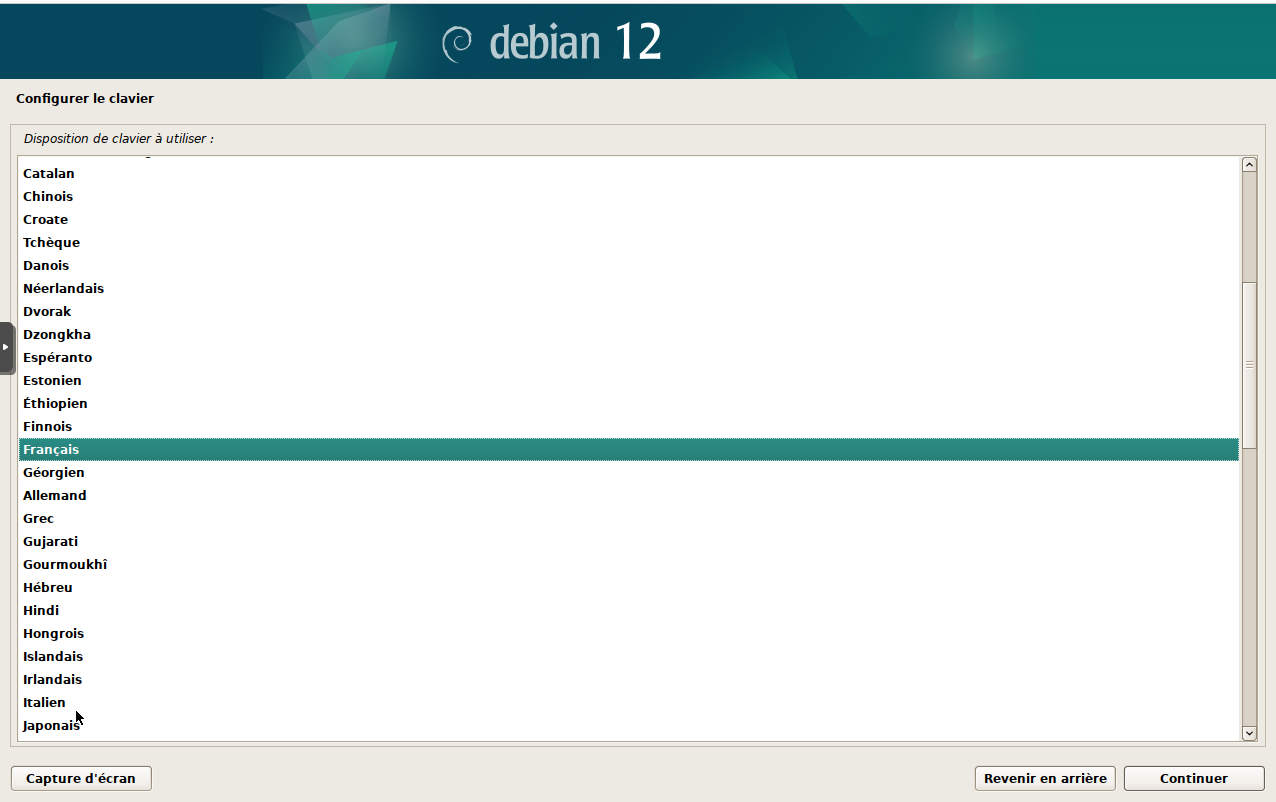 debian 12
Configurer le clavier
Disposition de clavier à utiliser :
Catalan
Chinois
Croate
Tchèque
Danois
Néerlandais
Dvorak
Dzongkha
Espéranto
Estonien
Éthiopien
Finnois
Français
Géorgien
Allemand
Grec
Gujarati
Gourmoukhî
Hébreu
Hindi
Hongrois
Islandais
Irlandais
Italien
Japonais
Capture d'écran
Revenir en arrière
Continuer